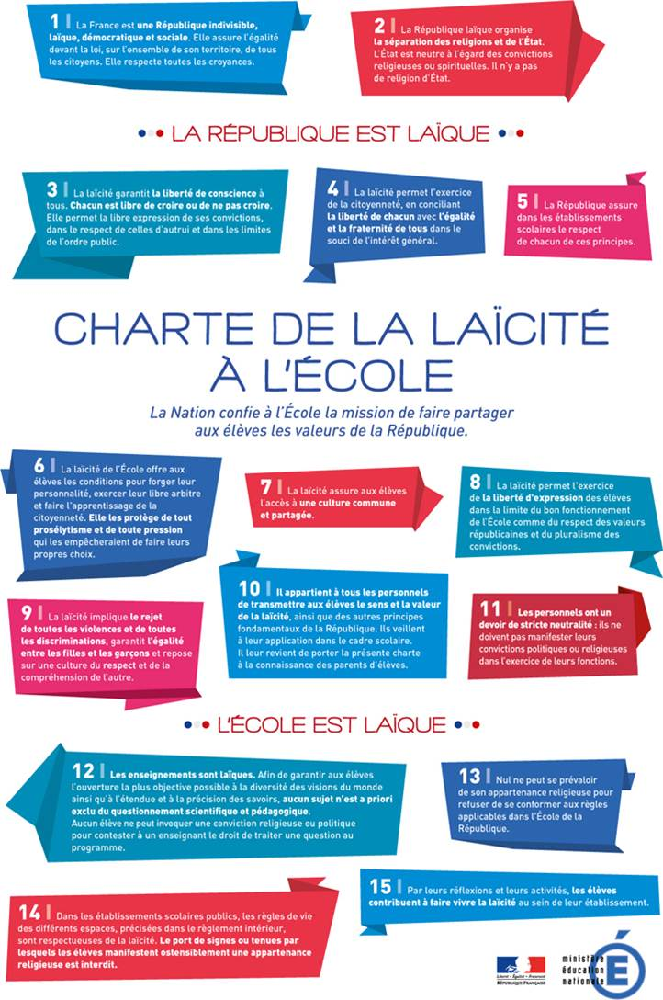 1 | La France est une République indivisible,
laïque, démocratique et sociale. Elle assure l'égalité
devant la loi, sur l'ensemble de son territoire, de tous
les citoyens. Elle respecte toutes les croyances.
2 | La République laïque organise
la séparation des religions et de l'État.
L'État est neutre à l'égard des convictions
religieuses ou spirituelles. Il n'y a pas
de religion d'État.
LA RÉPUBLIQUE EST LAÏQUE
3 | La laïcité garantit la liberté de conscience à
tous. Chacun est libre de croire ou de ne pas croire.
Elle permet la libre expression de ses convictions,
dans le respect de celles d'autrui et dans les limites
de l'ordre public.
4 | La laïcité permet l'exercice
de la citoyenneté, en conciliant
la liberté de chacun avec l'égalité
et la fraternité de tous dans le
souci de l'intérêt général.
5 | La République assure
dans les établissements
scolaires le respect
de chacun de ces principes.
CHARTE DE LA LAÏCITÉ
À L'ÉCOLE
La Nation confie à l'École la mission de faire partager
aux élèves les valeurs de la République.
6 | La laïcité de l'École offre aux
élèves les conditions pour forger leur
personnalité, exercer leur libre arbitre
et faire l'apprentissage de la
citoyenneté. Elle les protège de tout
prosélytisme et de toute pression
qui les empêcheraient de faire leurs
propres choix.
7 | La laïcité assure aux élèves
l'accès à une culture commune
et partagée.
8 | La laïcité permet l'exercice
de la liberté d'expression des élèves
dans la limite du bon fonctionnement
de l'École comme du respect des valeurs
républicaines et du pluralisme des
convictions.
9 | La laïcité implique le rejet
de toutes les violences et de toutes
les discriminations, garantit l'égalité
entre les filles et les garçons et repose
sur une culture du respect et de la
compréhension de l'autre.
10 | Il appartient à tous les personnels
de transmettre aux élèves le sens et la valeur
de la laïcité, ainsi que des autres principes
fondamentaux de la République. Ils veillent
à leur application dans le cadre scolaire.
Il leur revient de porter la présente charte
à la connaissance des parents d'élèves.
11 | Les personnels ont un
devoir de stricte neutralité : ils ne
doivent pas manifester leurs
convictions politiques ou religieuses
dans l'exercice de leurs fonctions.
L'ÉCOLE EST LAÏQUE
12 | Les enseignements sont laïques. Afin de garantir aux élèves
l'ouverture la plus objective possible à la diversité des visions du monde
ainsi qu'à l'étendue et à la précision des savoirs, aucun sujet n'est a priori
exclu du questionnement scientifique et pédagogique.
Aucun élève ne peut invoquer une conviction religieuse ou politique
pour contester à un enseignant le droit de traiter une question au
programme.
13 | Nul ne peut se prévaloir
de son appartenance religieuse pour
refuser de se conformer aux règles
applicables dans l'École de la
République.
14 | Dans les établissements scolaires publics, les règles de vie
des différents espaces, précisées dans le règlement intérieur,
sont respectueuses de la laïcité. Le port de signes ou tenues par
lesquels les élèves manifestent ostensiblement une appartenance
religieuse est interdit.
15 | Par leurs réflexions et leurs activités, les élèves
contribuent à faire vivre la laïcité au sein de leur établissement.
Liberté • Égalité • Fraternité
RÉPUBLIQUE FRANÇAISE
ministère
éducation
nationale
É